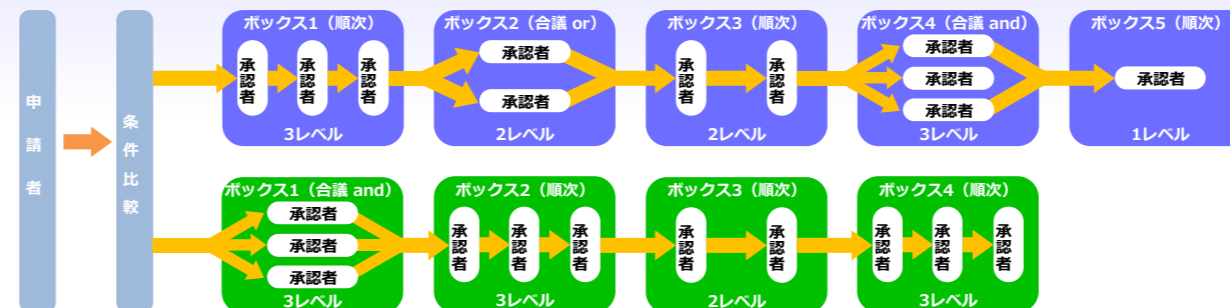 申請者
条件比較
ボックス1（順次）
承認者
承認者
承認者
3レベル
ボックス2（合議 or）
承認者
承認者
2レベル
ボックス3（順次）
承認者
承認者
2レベル
ボックス4（合議 and）
承認者
承認者
承認者
3レベル
ボックス5（順次）
承認者
1レベル
ボックス1（合議 and）
承認者
承認者
承認者
3レベル
ボックス2（順次）
承認者
承認者
承認者
3レベル
ボックス3（順次）
承認者
承認者
2レベル
ボックス4（順次）
承認者
承認者
承認者
3レベル